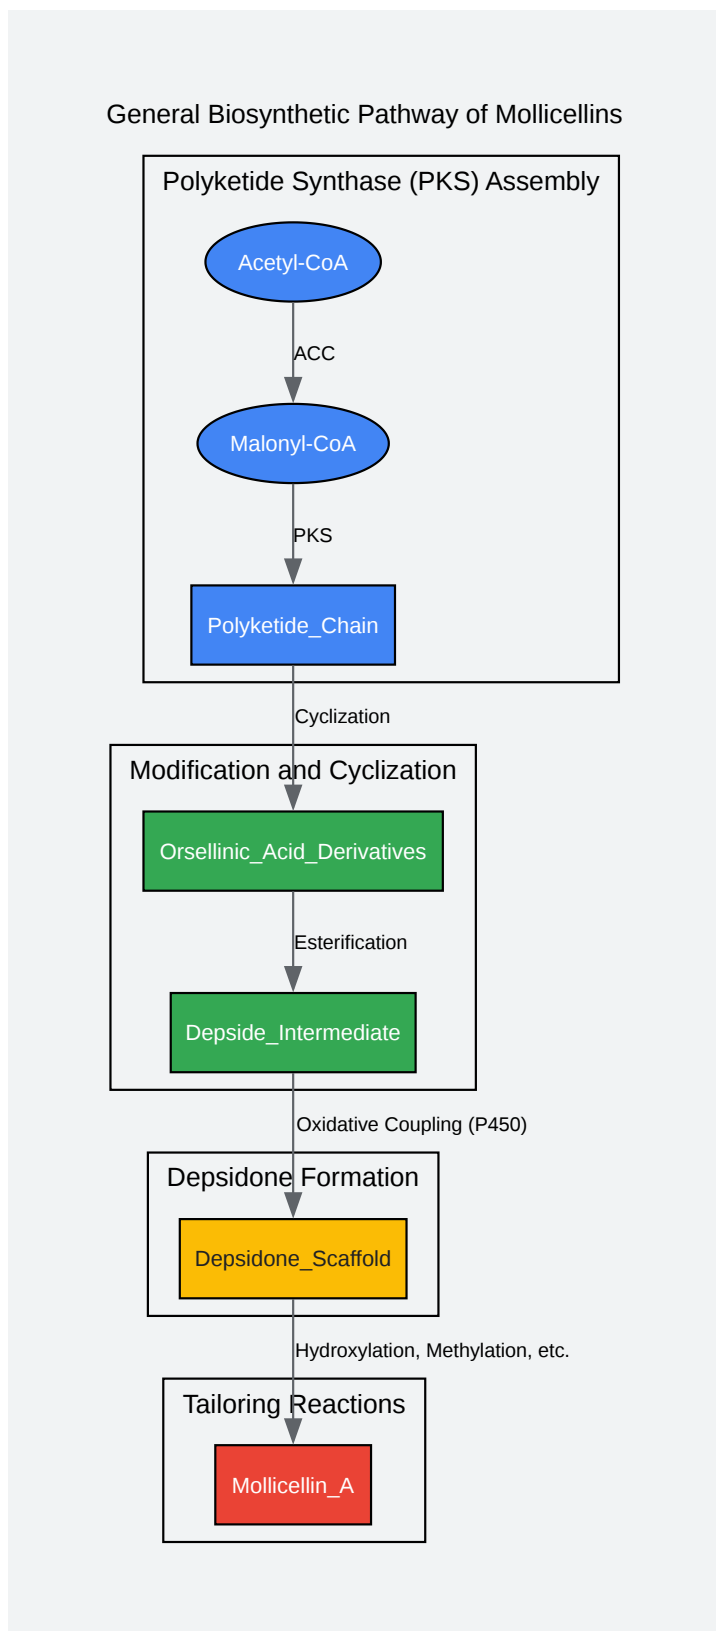 General Biosynthetic Pathway of Mollicellins
Polyketide Synthase (PKS) Assembly
Acetyl-CoA
ACC
Malonyl-CoA
PKS
Polyketide_Chain
Cyclization
Modification and Cyclization
Orsellinic_Acid_Derivatives
Esterification
Depside_Intermediate
Oxidative Coupling (P450)
Depsidone Formation
Depsidone_Scaffold
Hydroxylation, Methylation, etc.
Tailoring Reactions
Mollicellin_A